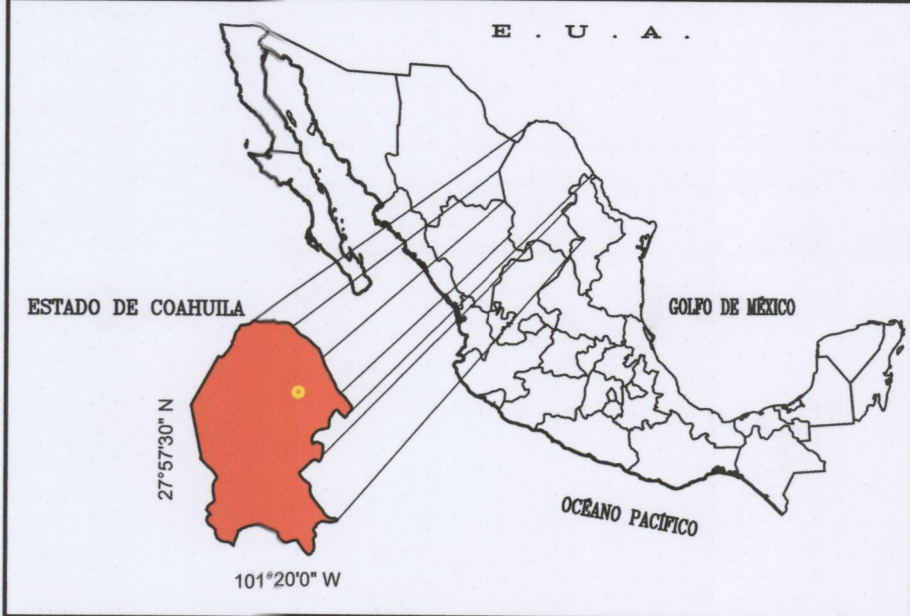 E . U . A .
ESTADO DE COAHUILA
GOLFO DE MÉXICO
27°57'30" N
OCÉANO PACÍFICO
101°20'0" W